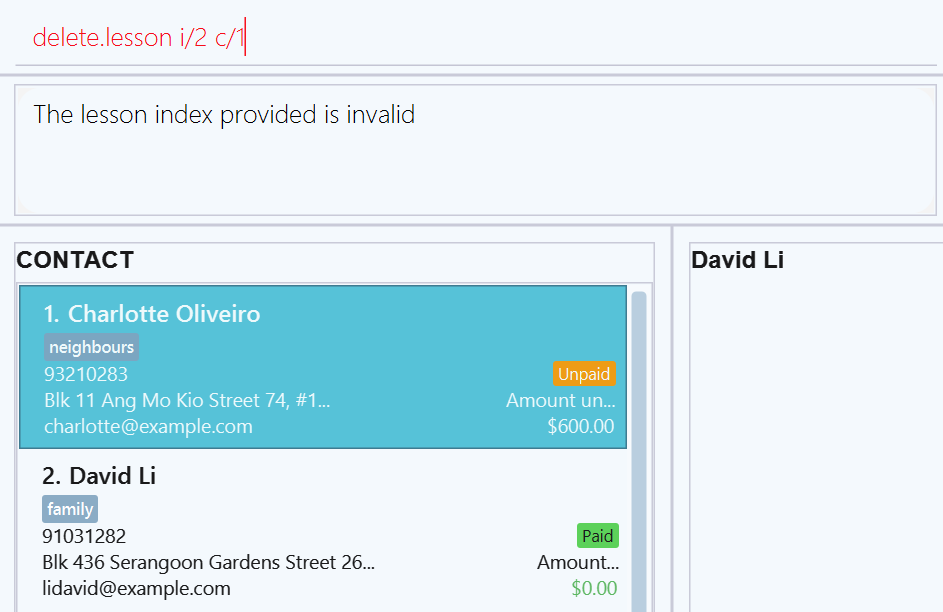 delete.lesson i/2 c/1
The lesson index provided is invalid
CONTACT
1. Charlotte Oliveiro
neighbours
93210283
Unpaid
Blk 11 Ang Mo Kio Street 74, #1...
Amount un...
charlotte@example.com
$600.00
2. David Li
family
91031282
Paid
Blk 436 Serangoon Gardens Street 26...
Amount...
lidavid@example.com
$0.00
David Li